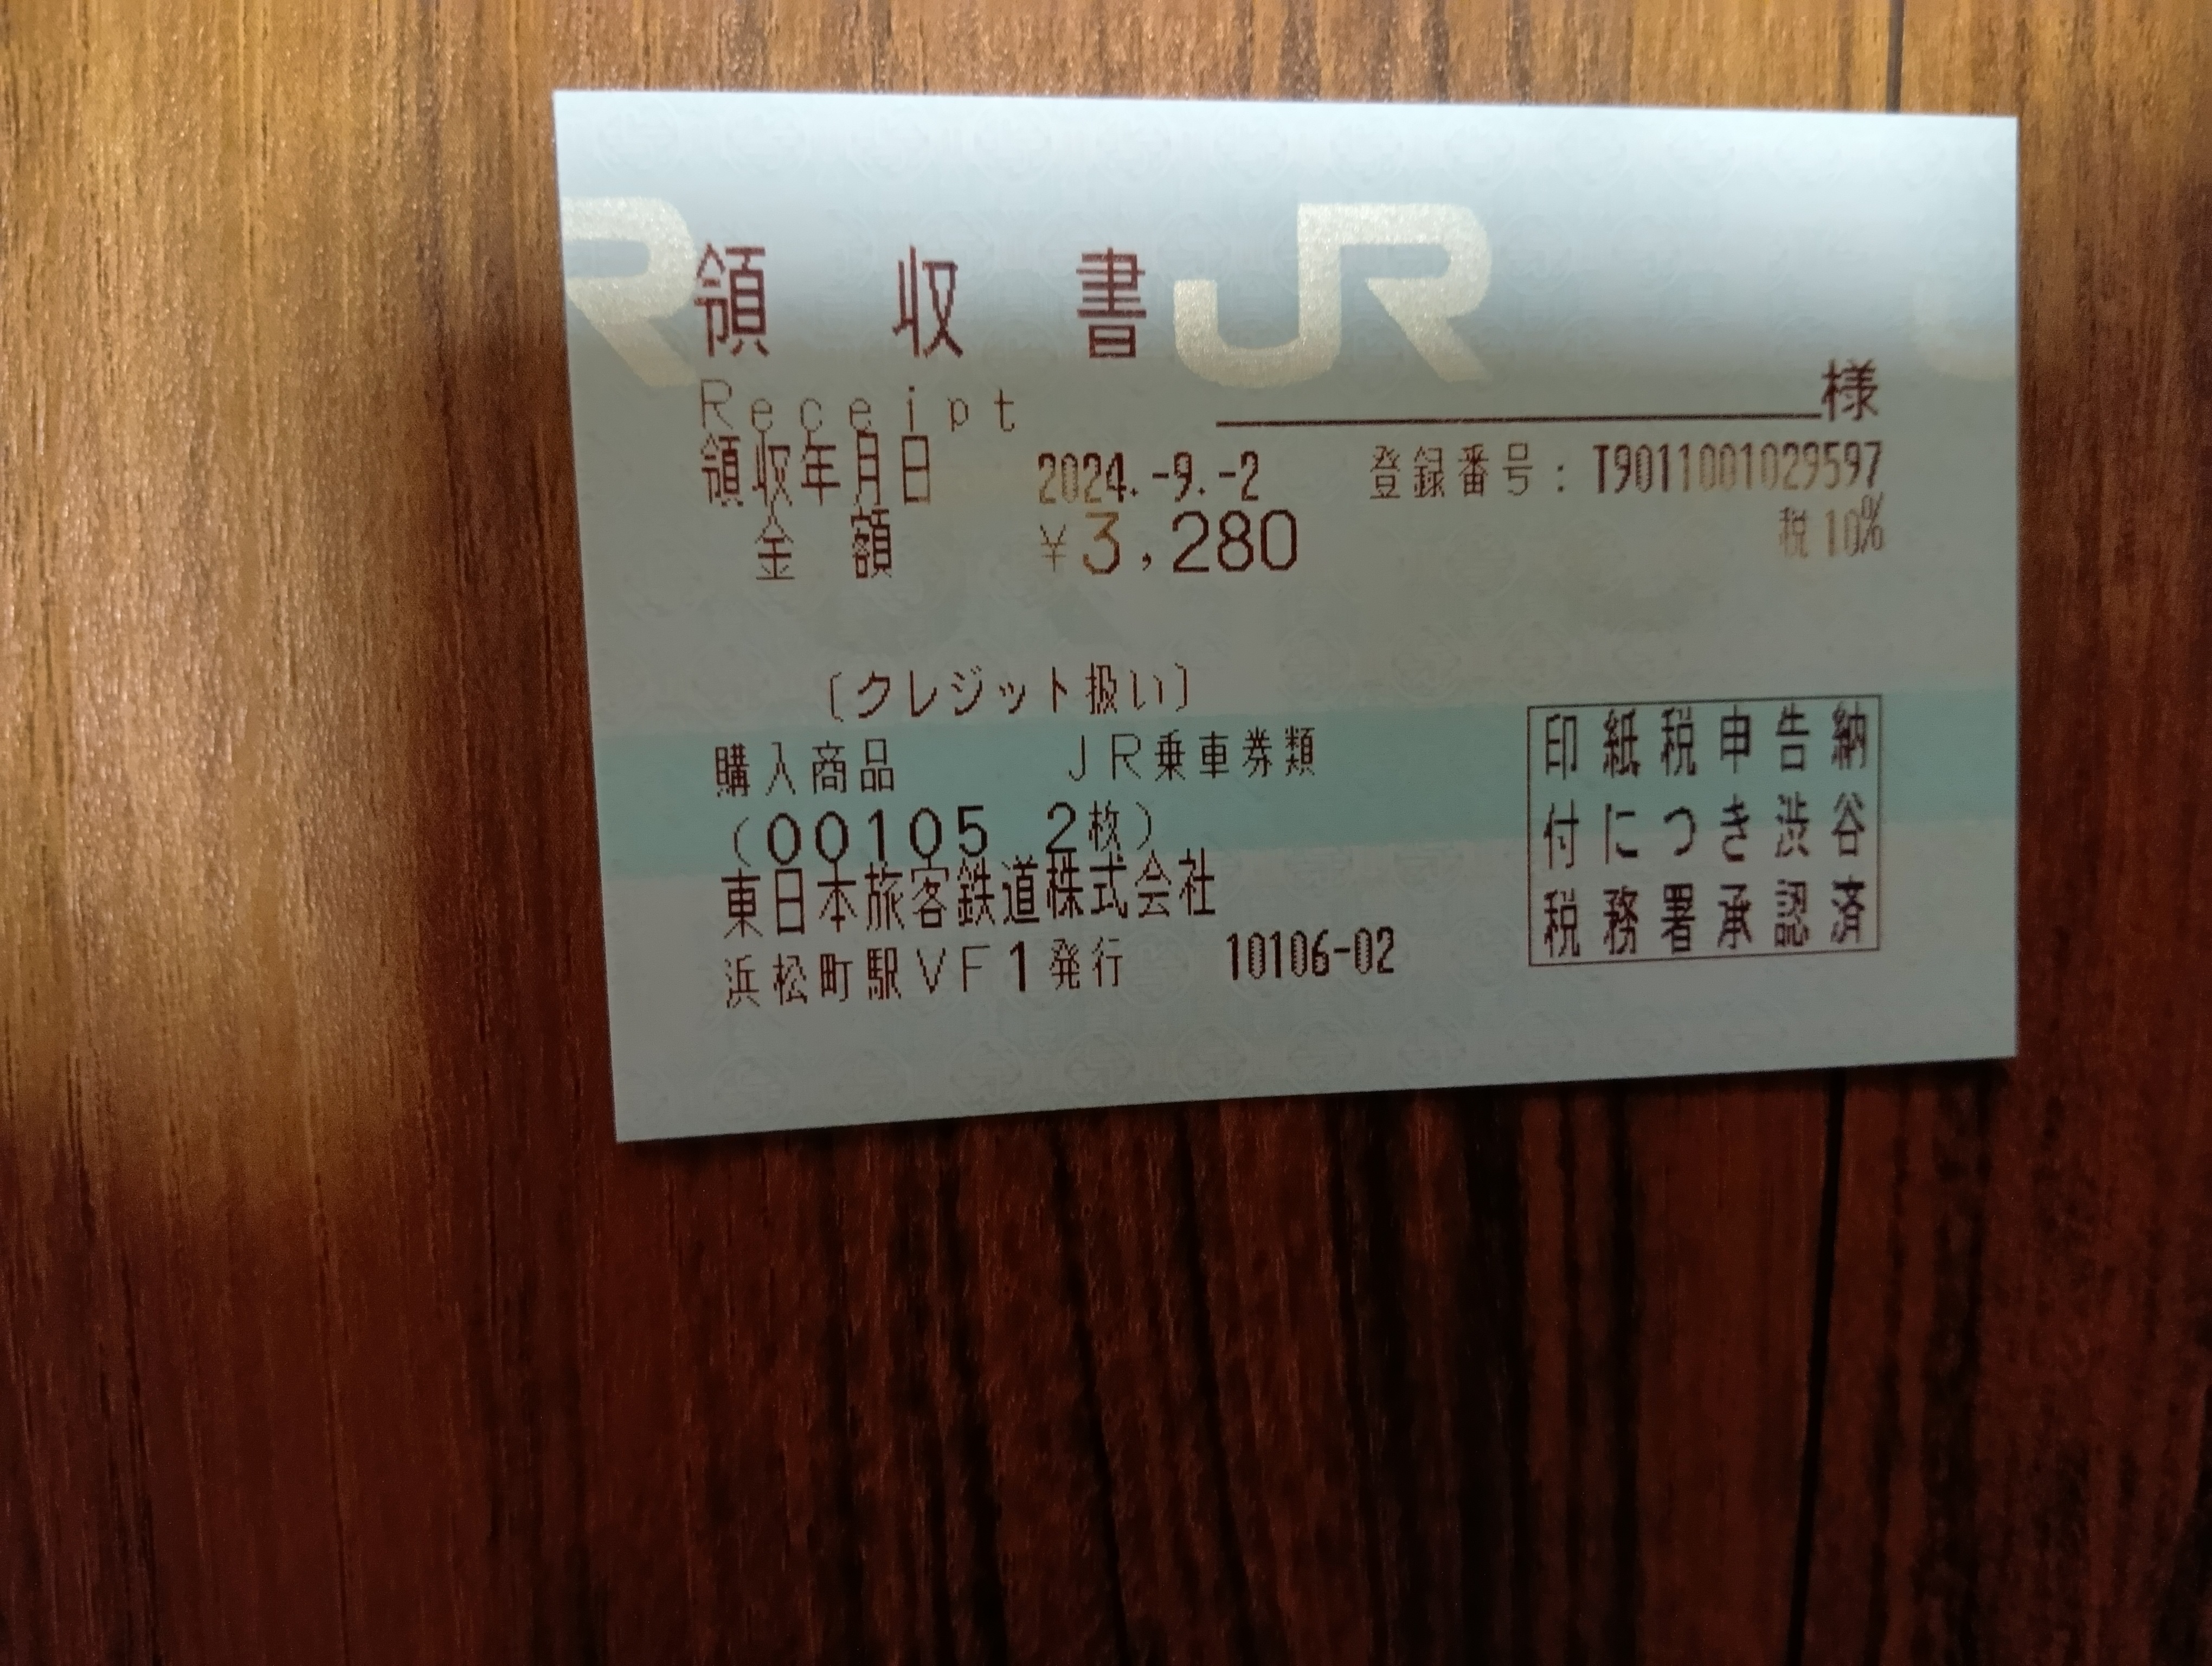 領収書
Receipt
様
領収年月日 2024.-9.-2 登録番号：T9011001029597
金額 ¥3,280 税10%
〔クレジット扱い〕
購入商品 JR乗車券類
(00105 2枚)
東日本旅客鉄道株式会社
浜松町駅VF1発行 10106-02
印紙税申告納
付につき渋谷
税務署承認済
JR